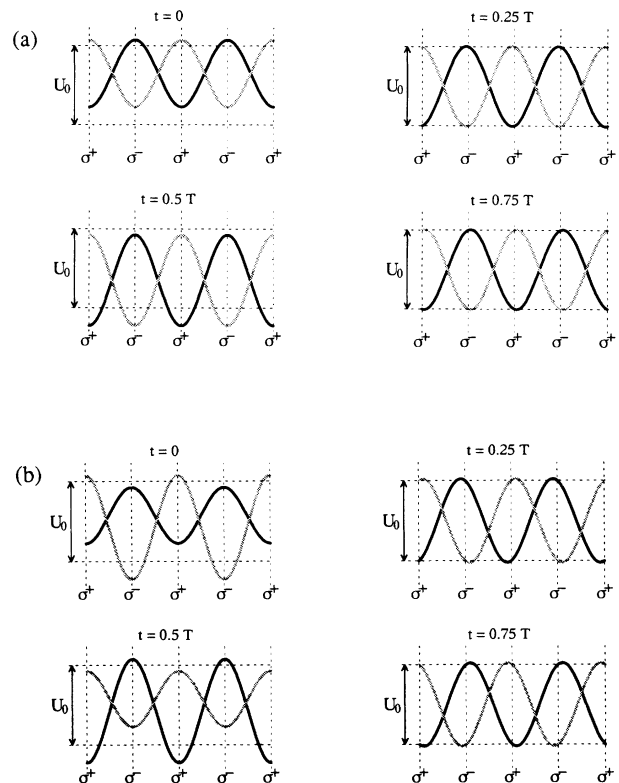 (a)
t = 0
t = 0.25 T
U₀
U₀
σ⁺ σ⁻ σ⁺ σ⁻ σ⁺
σ⁺ σ⁻ σ⁺ σ⁻ σ⁺
t = 0.5 T
t = 0.75 T
U₀
U₀
σ⁺ σ⁻ σ⁺ σ⁻ σ⁺
σ⁺ σ⁻ σ⁺ σ⁻ σ⁺
(b)
t = 0
t = 0.25 T
U₀
U₀
σ⁺ σ⁻ σ⁺ σ⁻ σ⁺
σ⁺ σ⁻ σ⁺ σ⁻ σ⁺
t = 0.5 T
t = 0.75 T
U₀
U₀
σ⁺ σ⁻ σ⁺ σ⁻ σ⁺
σ⁺ σ⁻ σ⁺ σ⁻ σ⁺